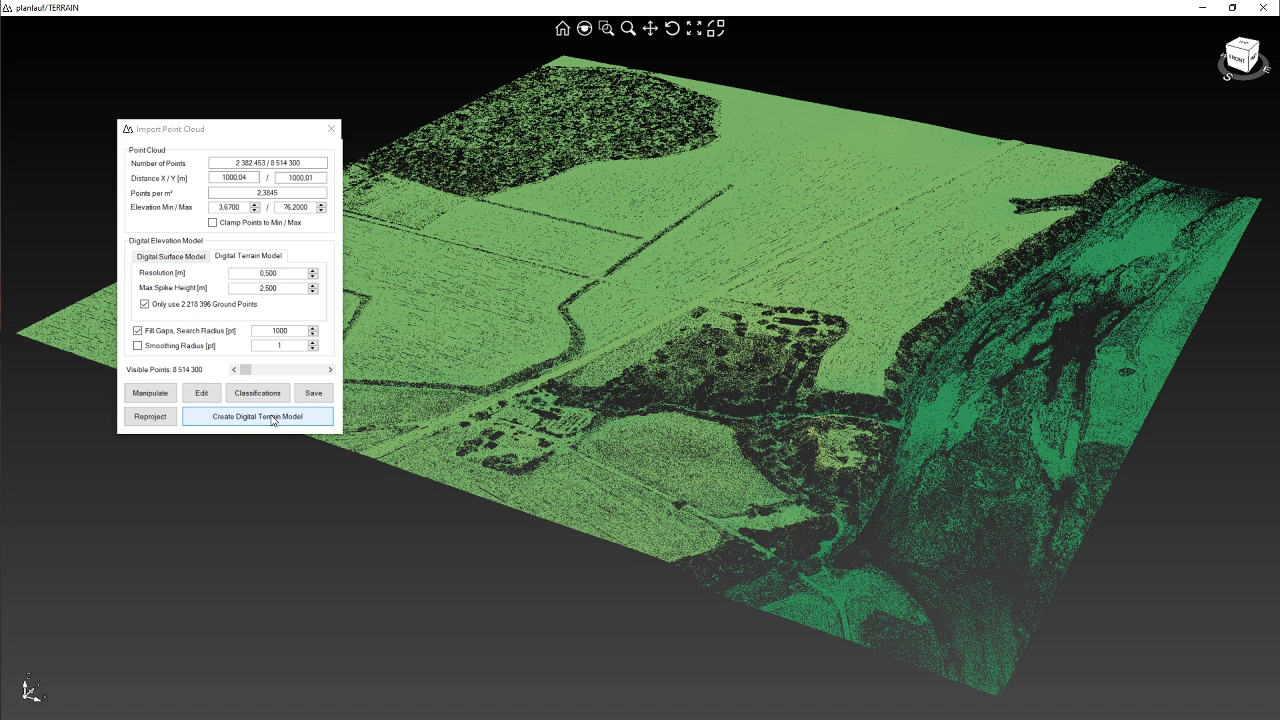 planlauf/TERRAIN
Import Point Cloud
Point Cloud
Number of Points 2 382 453 / 8 514 300
Distance X / Y [m] 1000,04 / 1000,01
Points per m² 2,3845
Elevation Min / Max 3,6700 / 76,2000
Clamp Points to Min / Max
Digital Elevation Model
Digital Surface Model Digital Terrain Model
Resolution [m] 0,500
Max Spike Height [m] 2,500
Only use 2 218 396 Ground Points
Fill Gaps, Search Radius [pt] 1000
Smoothing Radius [pt] 1
Visible Points: 8 514 300
Manipulate Edit Classifications Save
Reproject Create Digital Terrain Model
FRONT
S E
Z
X